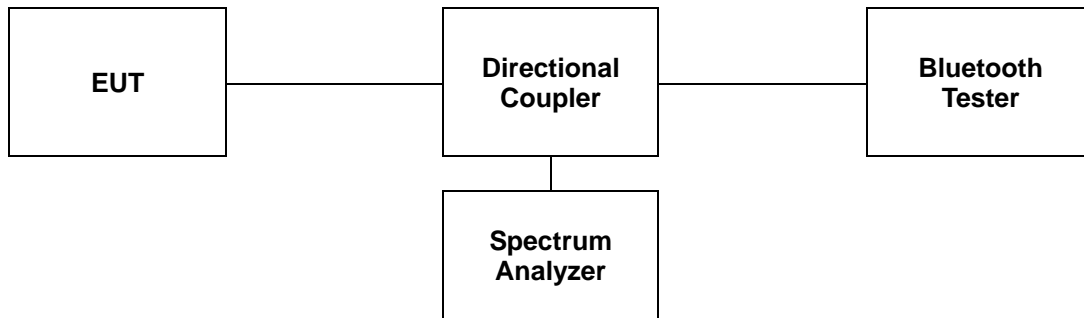 EUT
Directional
Coupler
Bluetooth
Tester
Spectrum
Analyzer